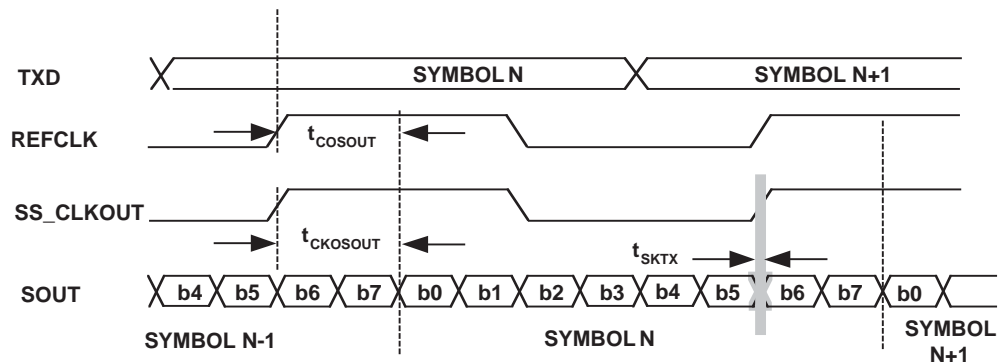 TXD SYMBOL N SYMBOL N+1
REFCLK tCOSOUT
SS_CLKOUT
tCKOSOUT tSKTX
SOUT b4 b5 b6 b7 b0 b1 b2 b3 b4 b5 b6 b7 b0
SYMBOL N-1 SYMBOL N SYMBOL
N+1